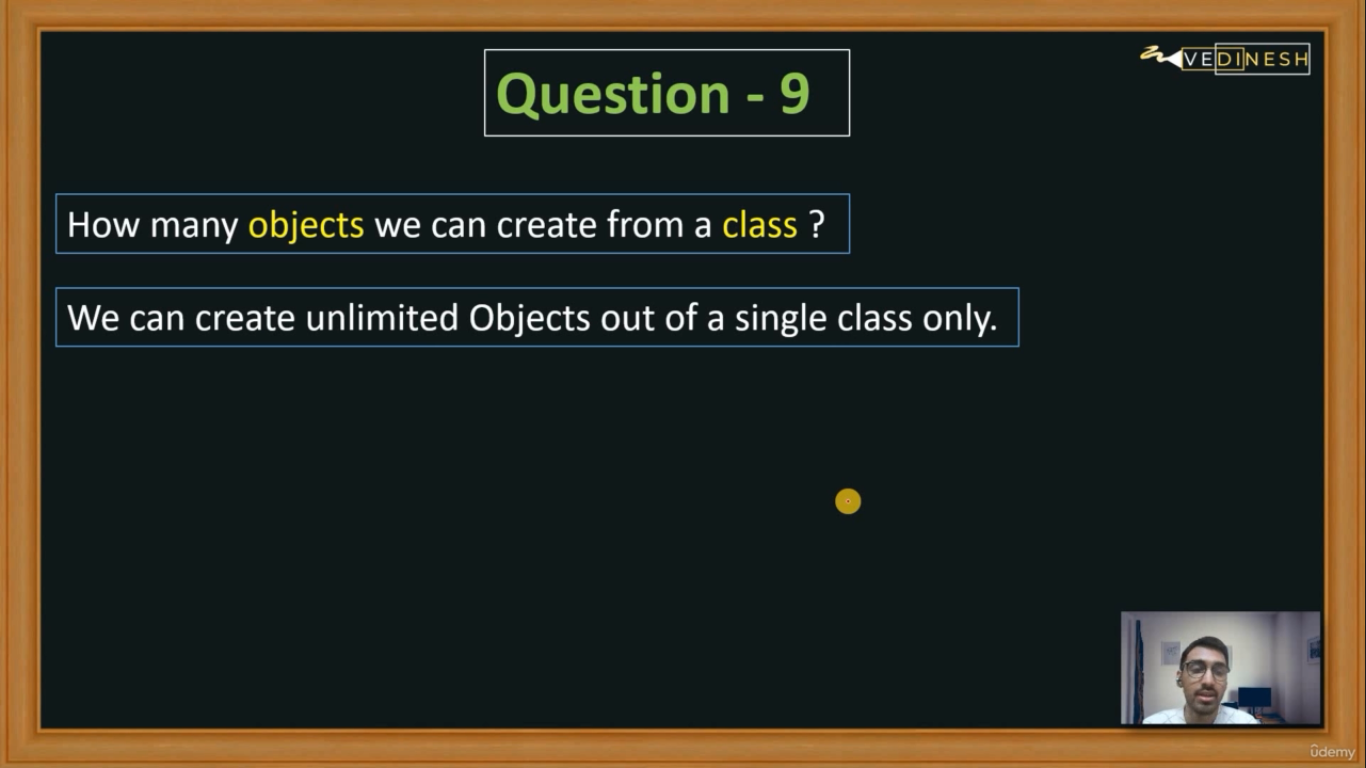 VEDINESH
Question - 9
How many objects we can create from a class ?
We can create unlimited Objects out of a single class only.
ûdemy